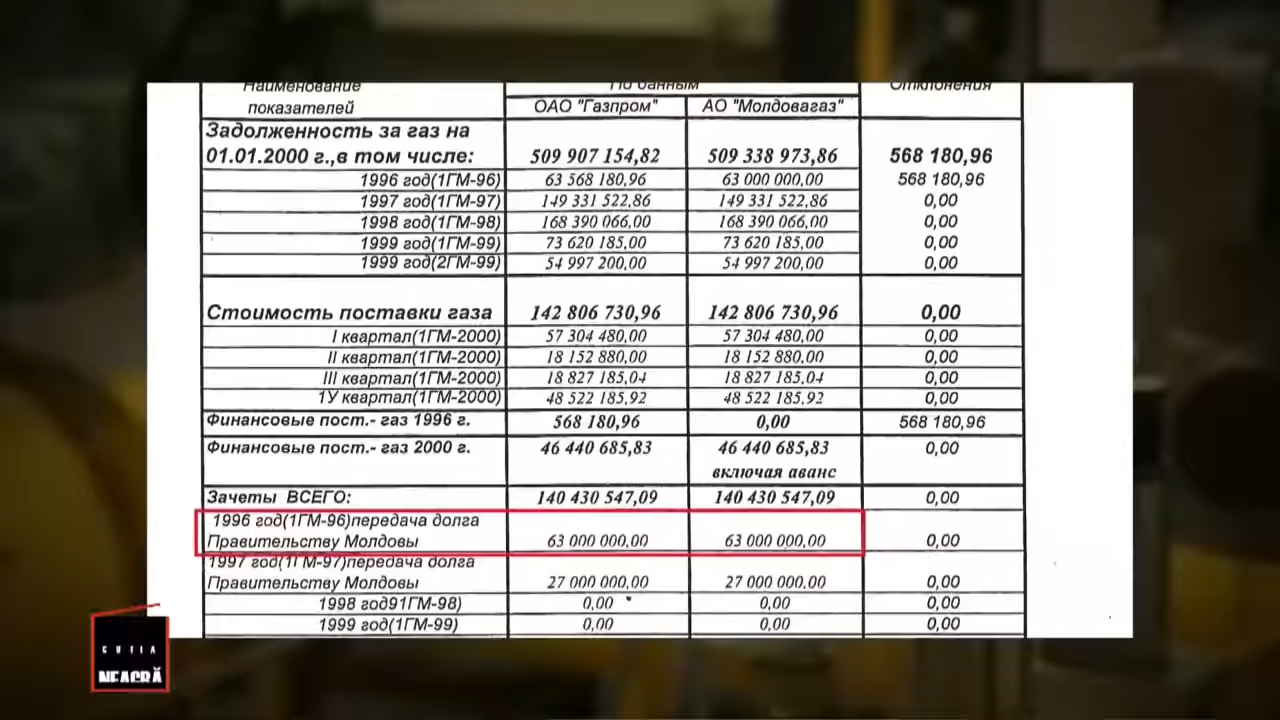 Наименование По данным Отклонения
показателей ОАО "Газпром" АО "Молдовагаз"
Задолженность за газ на
01.01.2000 г.,в том числе: 509 907 154,82 509 338 973,86 568 180,96
1996 год(1ГМ-96) 63 568 180,96 63 000 000,00 568 180,96
1997 год(1ГМ-97) 149 331 522,86 149 331 522,86 0,00
1998 год(1ГМ-98) 168 390 066,00 168 390 066,00 0,00
1999 год(1ГМ-99) 73 620 185,00 73 620 185,00 0,00
1999 год(2ГМ-99) 54 997 200,00 54 997 200,00 0,00
Стоимость поставки газа 142 806 730,96 142 806 730,96 0,00
I квартал(1ГМ-2000) 57 304 480,00 57 304 480,00 0,00
II квартал(1ГМ-2000) 18 152 880,00 18 152 880,00 0,00
III квартал(1ГМ-2000) 18 827 185,04 18 827 185,04 0,00
1У квартал(1ГМ-2000) 48 522 185,92 48 522 185,92 0,00
Финансовые пост.- газ 1996 г. 568 180,96 0,00 568 180,96
Финансовые пост.- газ 2000 г. 46 440 685,83 46 440 685,83 0,00
включая аванс
Зачеты ВСЕГО: 140 430 547,09 140 430 547,09 0,00
1996 год(1ГМ-96)передача долга
Правительству Молдовы 63 000 000,00 63 000 000,00 0,00
1997 год(1ГМ-97)передача долга
Правительству Молдовы 27 000 000,00 27 000 000,00 0,00
1998 год91ГМ-98) 0,00 0,00 0,00
1999 год(1ГМ-99) 0,00 0,00 0,00
CUTIA
NEAGRĂ